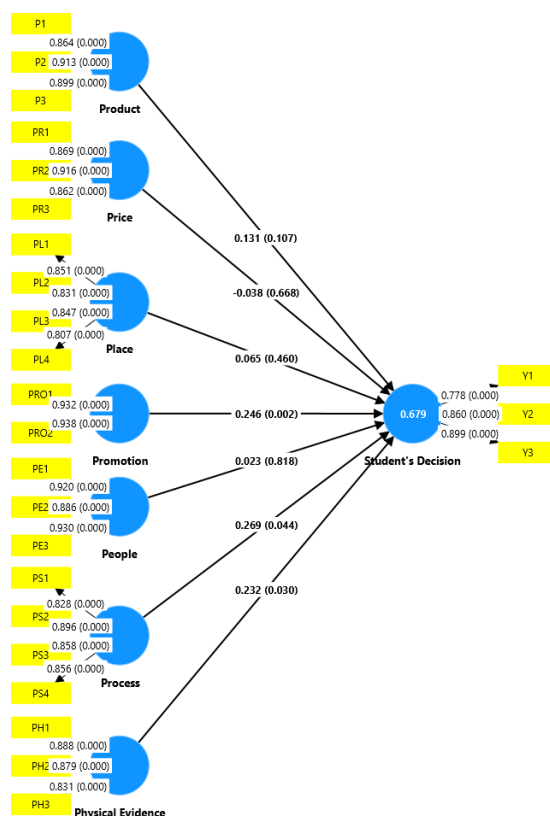 P1
0.864 (0.000)
P2
0.913 (0.000)
0.899 (0.000)
P3
Product
PR1
0.869 (0.000)
PR2
0.916 (0.000)
0.862 (0.000)
PR3
Price
0.131 (0.107)
PL1
0.851 (0.000)
PL2
0.831 (0.000)
PL3
0.847 (0.000)
0.807 (0.000)
PL4
Place
-0.038 (0.668)
0.065 (0.460)
PRO1
0.932 (0.000)
0.938 (0.000)
PRO2
Promotion
0.246 (0.002)
0.679
Student's Decision
Y1
0.778 (0.000)
0.860 (0.000)
Y2
0.899 (0.000)
Y3
PE1
0.920 (0.000)
PE2
0.886 (0.000)
0.930 (0.000)
PE3
People
0.023 (0.818)
PS1
0.828 (0.000)
PS2
0.896 (0.000)
0.858 (0.000)
PS3
0.856 (0.000)
PS4
Process
0.269 (0.044)
0.232 (0.030)
PH1
0.888 (0.000)
PH2
0.879 (0.000)
0.831 (0.000)
PH3
Physical Evidence